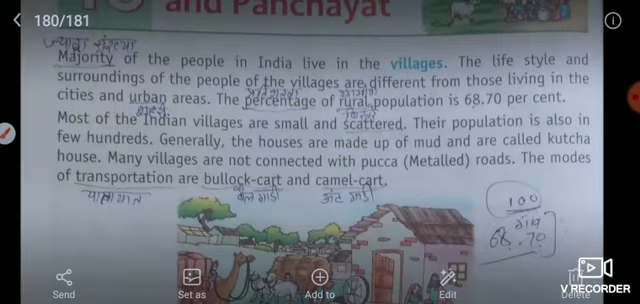 and Panchayat
180/181
ज्यादा संख्या
Majority of the people in India live in the villages. The life style and
surroundings of the people of the villages are different from those living in the
प्रतिशतता ग्रामीण
cities and urban areas. The percentage of rural population is 68.70 per cent.
शहरी
Most of the Indian villages are small and scattered. Their population is also in
few hundreds. Generally, the houses are made up of mud and are called kutcha
house. Many villages are not connected with pucca (Metalled) roads. The modes
of transportation are bullock-cart and camel-cart.
यातायात बैल गाडी ऊंट गाडी
100
गांव
68.70
Send Set as Add to Edit Delete
V RECORDER